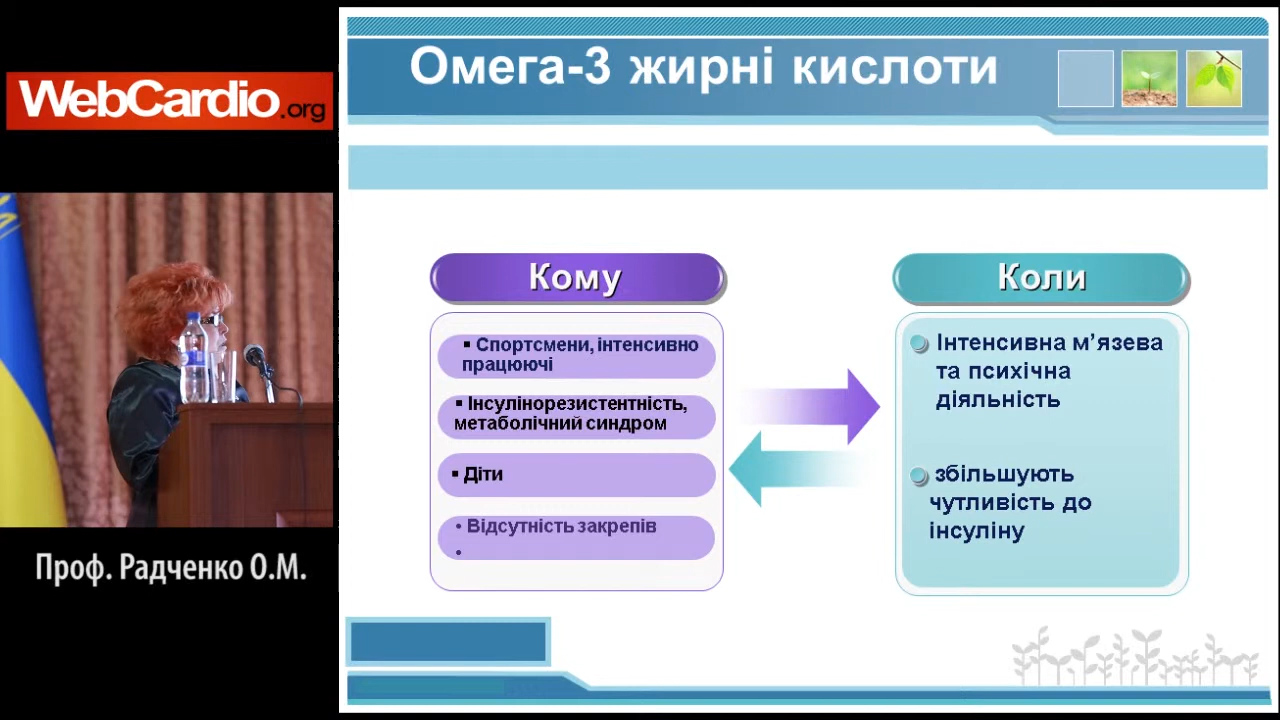 WebCardio.org
Проф. Радченко О.М.
Омега-3 жирні кислоти
Кому
▪ Спортсмени, інтенсивно
працюючі
▪ Інсулінорезистентність,
метаболічний синдром
▪ Діти
• Відсутність закрепів
•
Коли
Інтенсивна м’язева
та психічна
діяльність
збільшують
чутливість до
інсуліну